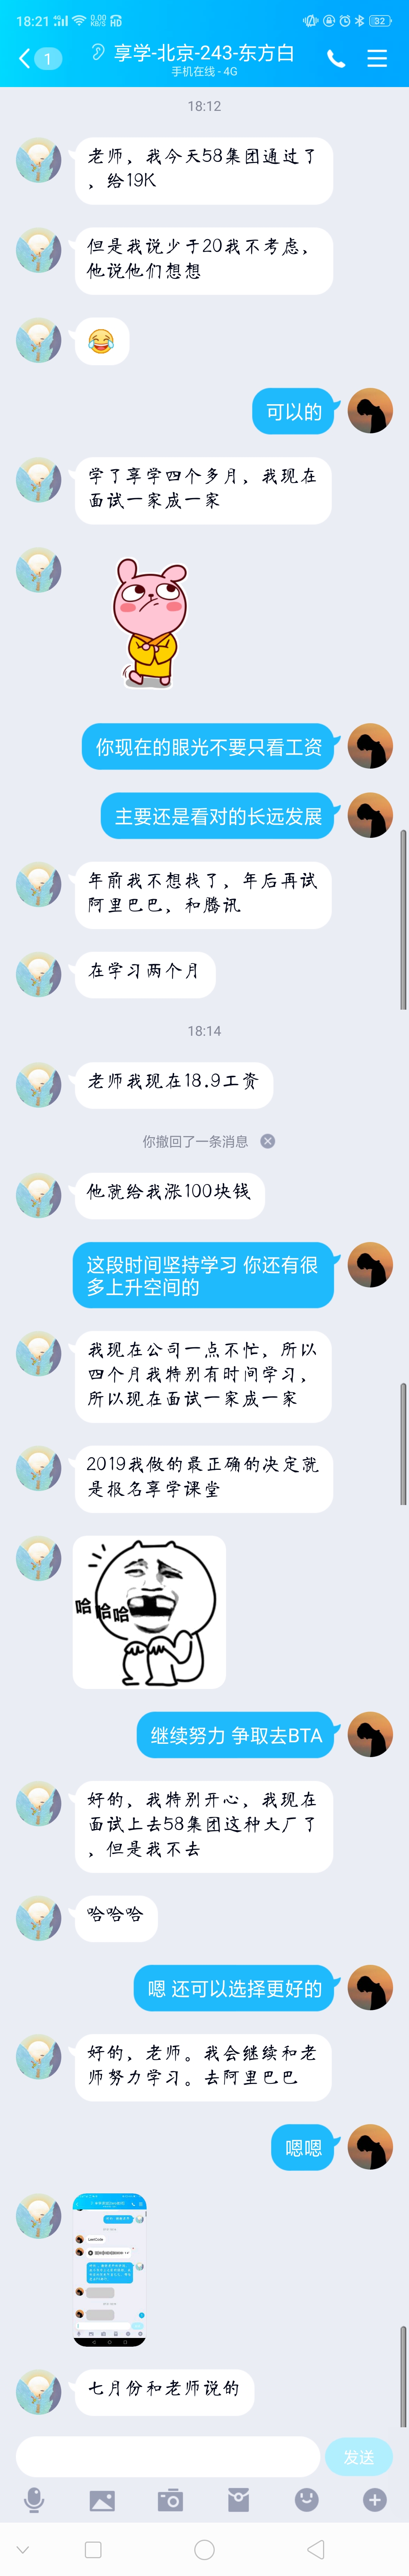 18:21
32
1
享学-北京-243-东方白
手机在线 - 4G
18:12
老师，我今天58集团通过了
，给19K
但是我说少于20我不考虑，
他说他们想想
可以的
学了享学四个多月，我现在
面试一家成一家
你现在的眼光不要只看工资
主要还是看对的长远发展
年前我不想找了，年后再试
阿里巴巴，和腾讯
在学习两个月
18:14
老师我现在18.9工资
你撤回了一条消息
他就给我涨100块钱
这段时间坚持学习 你还有很
多上升空间的
我现在公司一点不忙，所以
四个月我特别有时间学习，
所以现在面试一家成一家
2019我做的最正确的决定就
是报名享学课堂
哈哈哈
继续努力 争取去BTA
好的，我特别开心，我现在
面试上去58集团这种大厂了
，但是我不去
哈哈哈
嗯 还可以选择更好的
好的，老师。我会继续和老
师努力学习。去阿里巴巴
嗯嗯
LeetCode
七月份和老师说的
发送